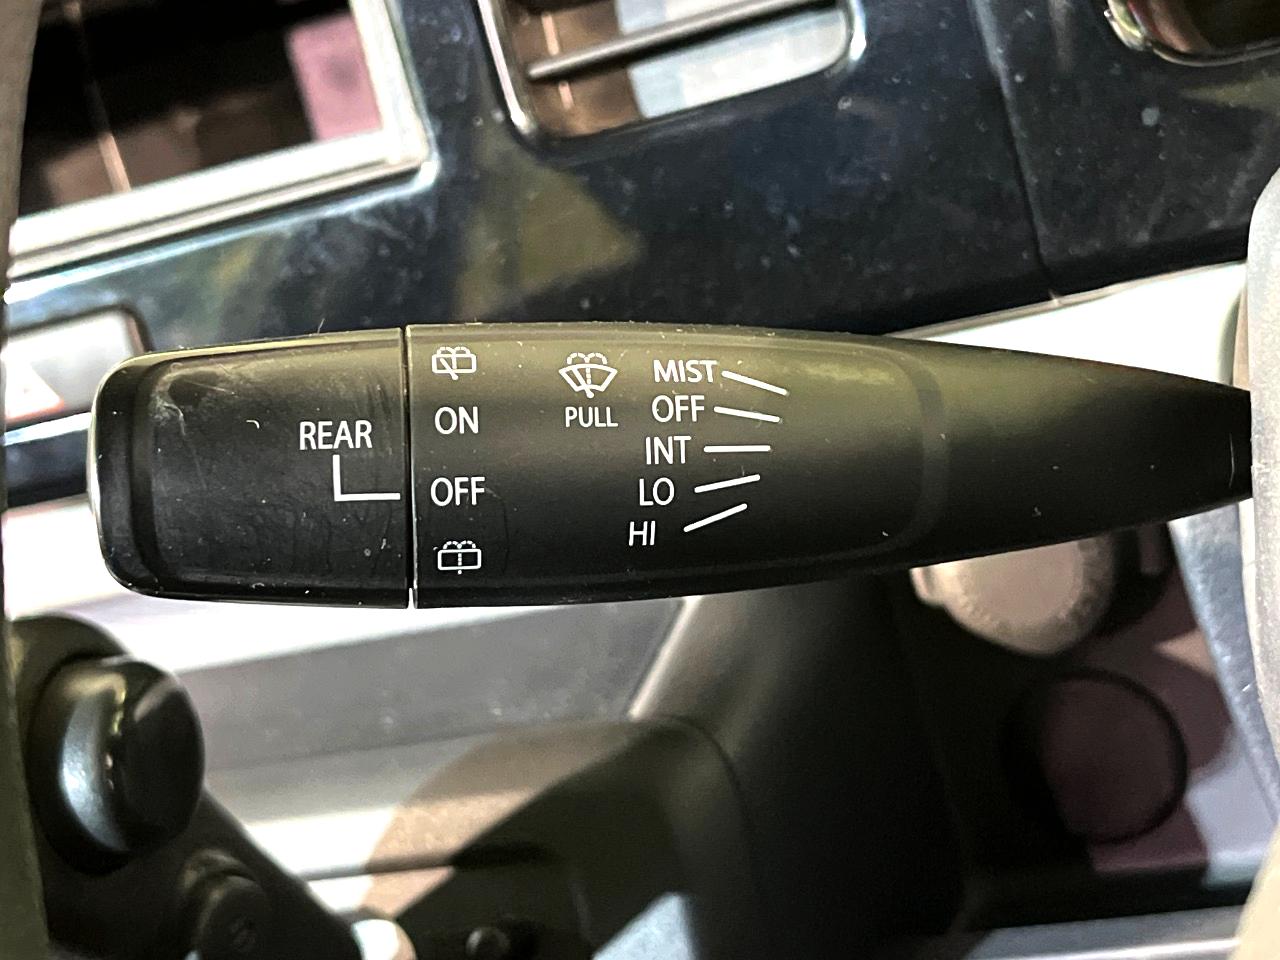 REAR
ON
OFF
PULL
MIST
OFF
INT
LO
HI